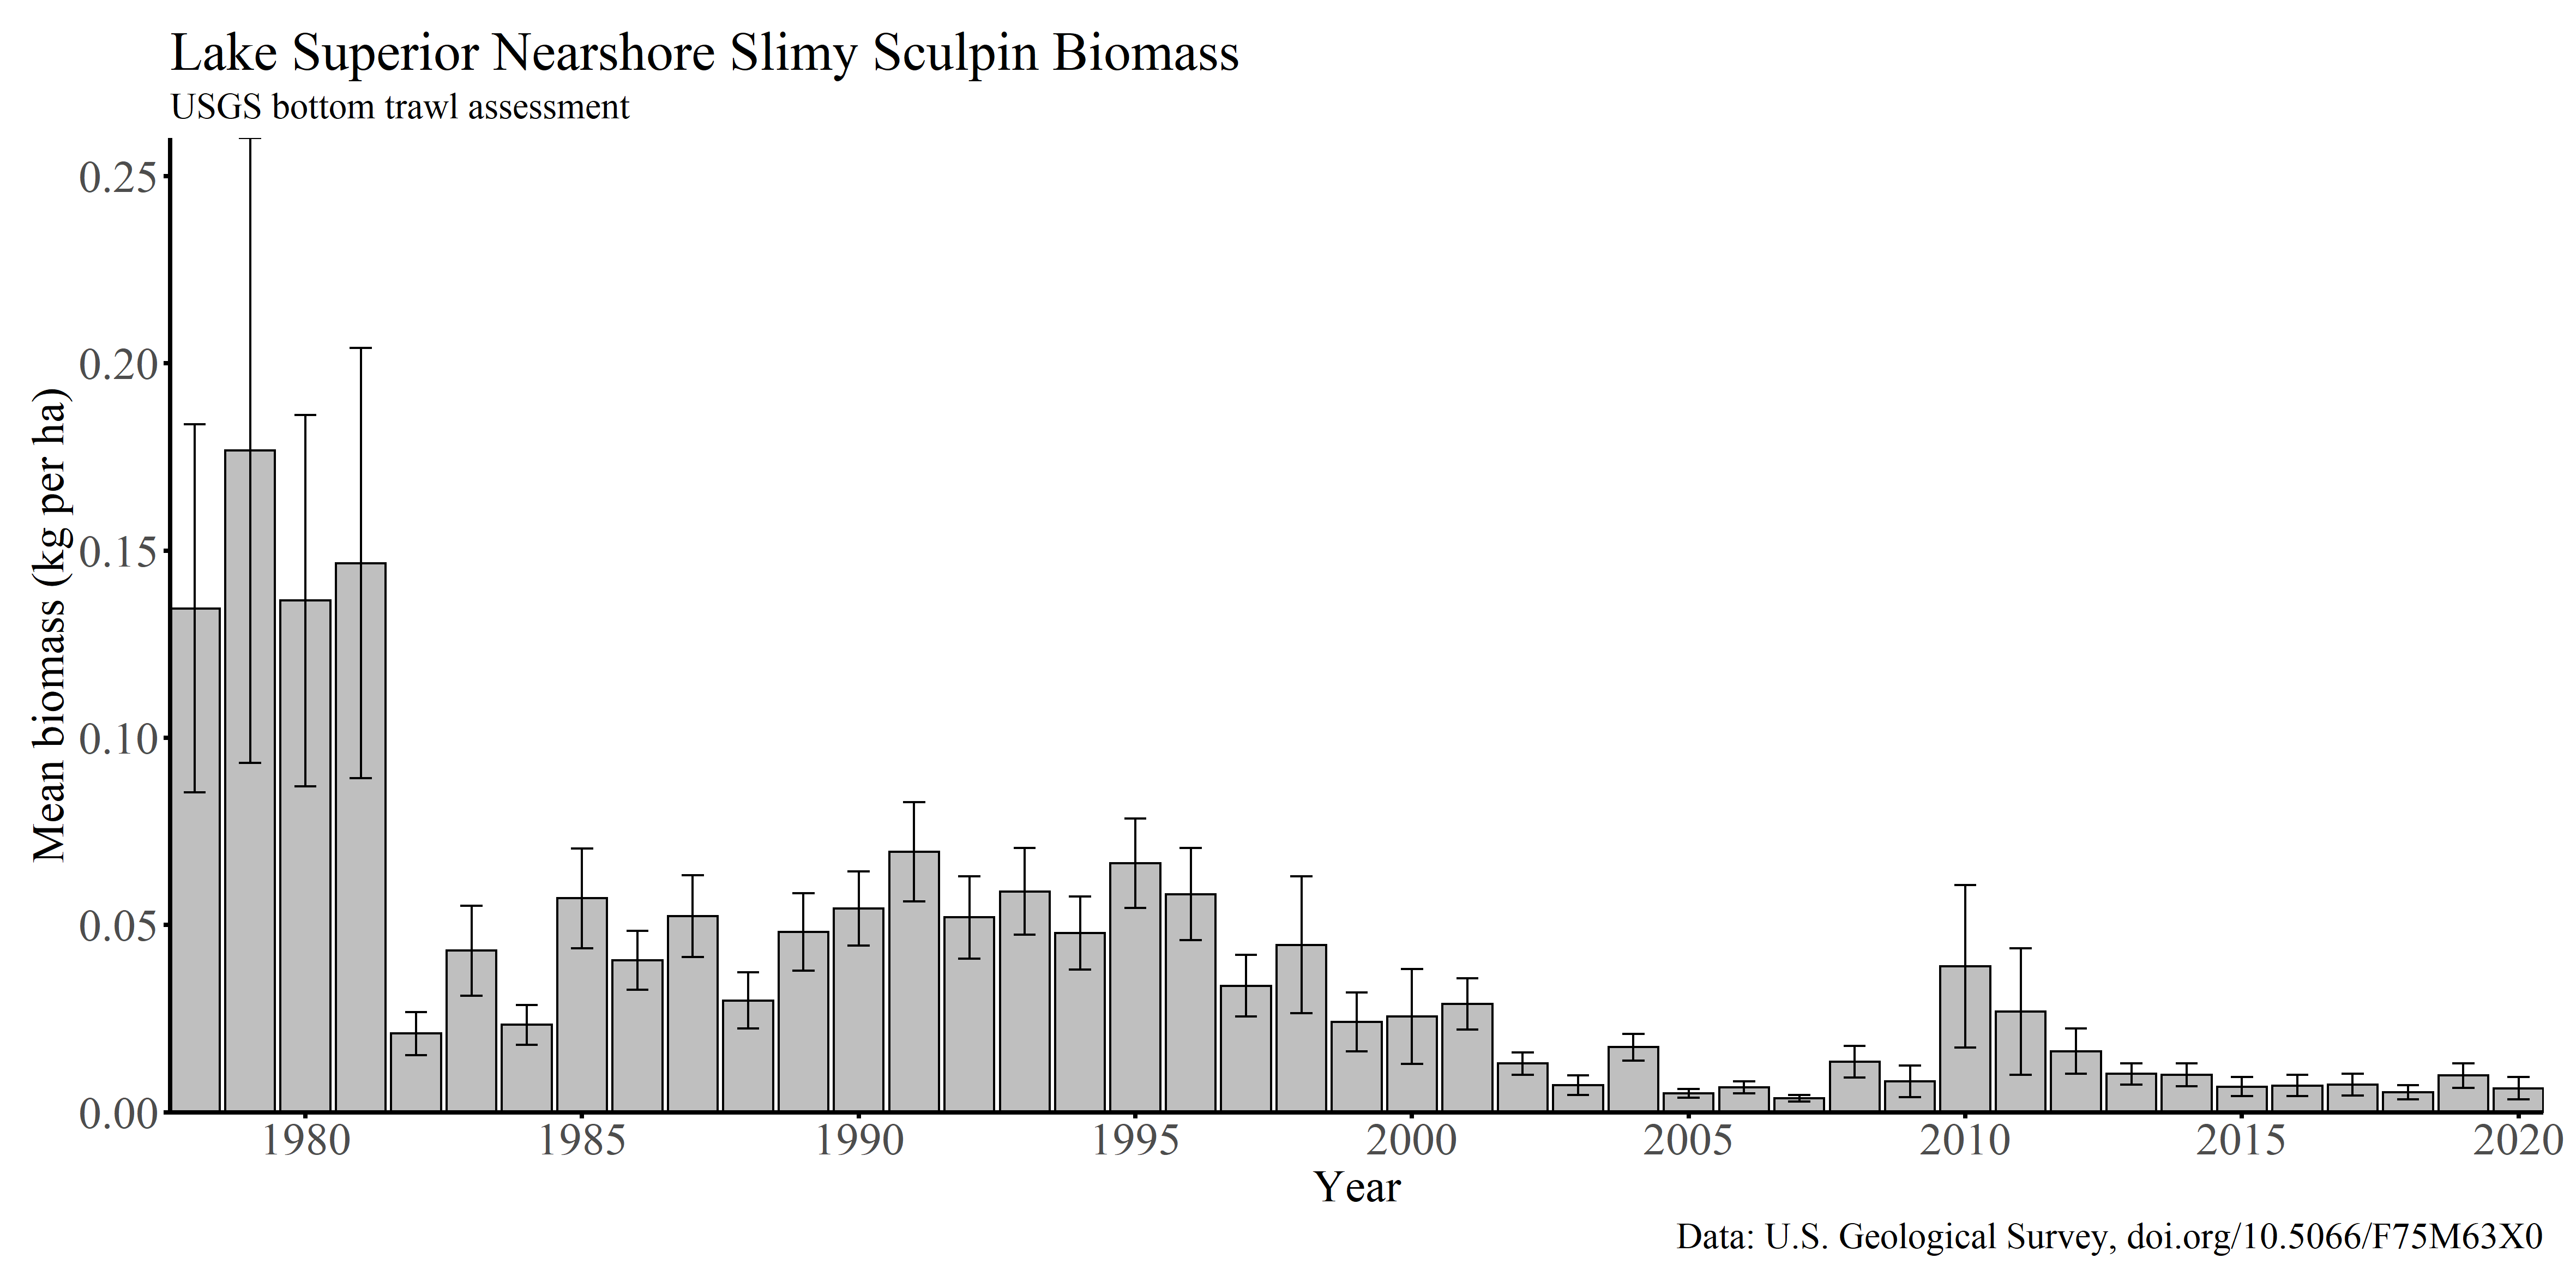 Lake Superior Nearshore Slimy Sculpin Biomass
USGS bottom trawl assessment
Mean biomass (kg per ha)
0.25
0.20
0.15
0.10
0.05
0.00
1980 1985 1990 1995 2000 2005 2010 2015 2020
Year
Data: U.S. Geological Survey, doi.org/10.5066/F75M63X0